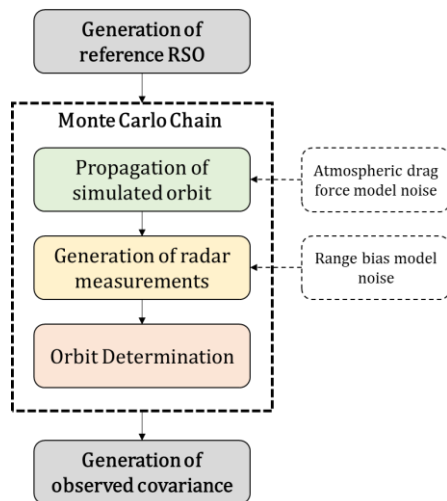 Generation of
reference RSO
Monte Carlo Chain
Propagation of
simulated orbit
Atmospheric drag
force model noise
Generation of radar
measurements
Range bias model
noise
Orbit Determination
Generation of
observed covariance